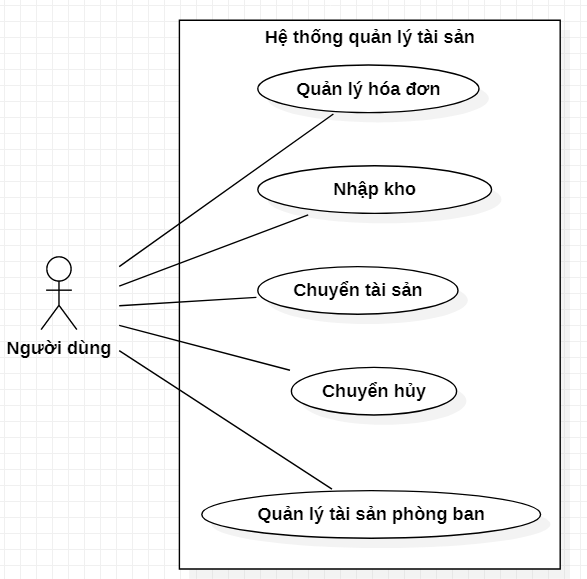 Hệ thống quản lý tài sản
Quản lý hóa đơn
Nhập kho
Chuyển tài sản
Người dùng
Chuyển hủy
Quản lý tài sản phòng ban